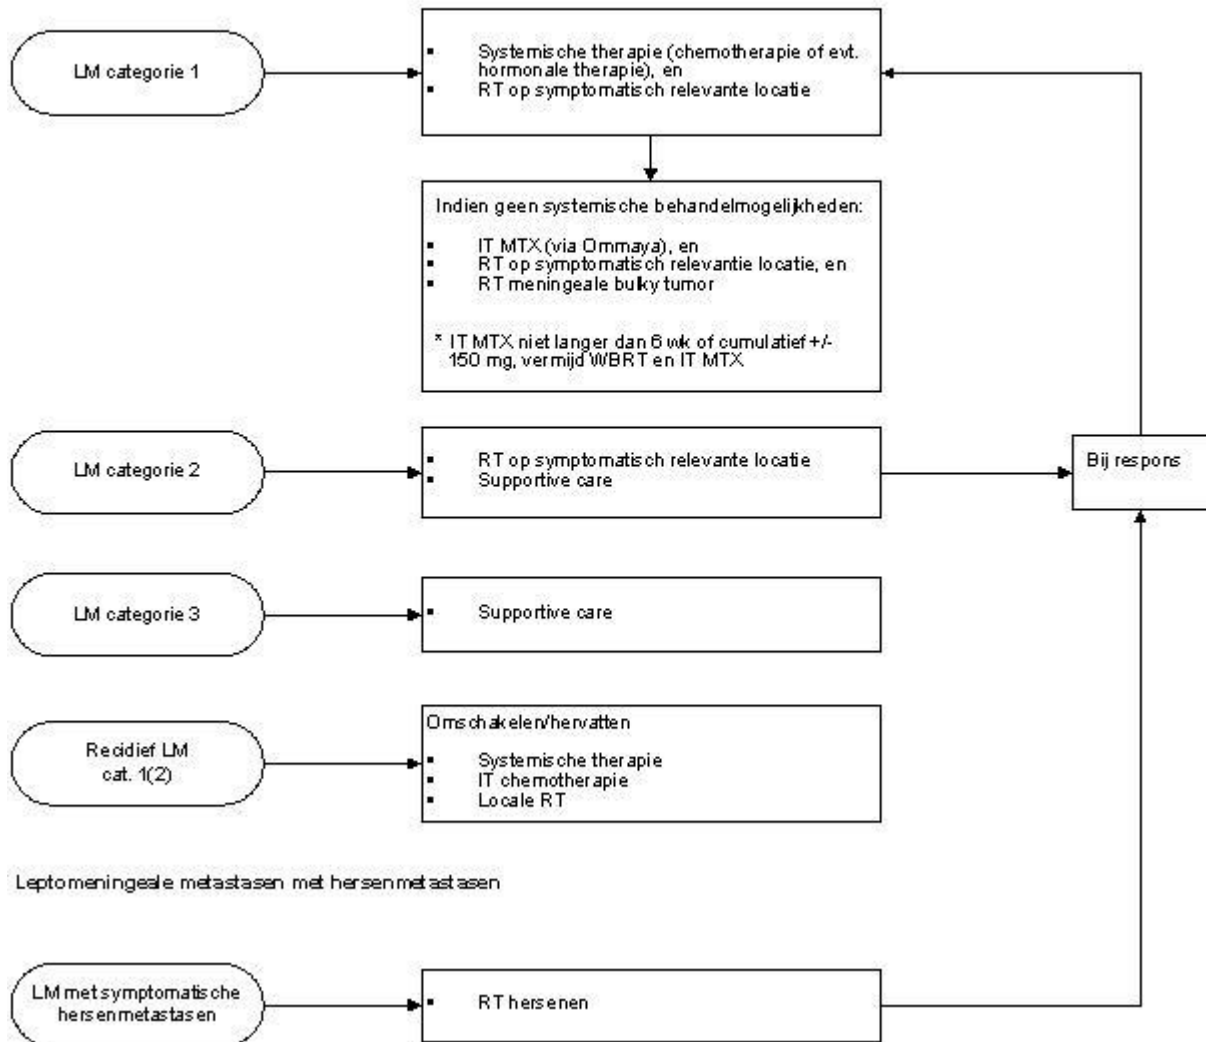 LM categorie 1
▪ Systemische therapie (chemotherapie of evt.
hormonale therapie), en
▪ RT op symptomatisch relevante locatie
Indien geen systemische behandelmogelijkheden:
▪ IT MTX (via Ommaya), en
▪ RT op symptomatisch relevantie locatie, en
▪ RT meningeale bulky tumor
* IT MTX niet langer dan 6 wk of cumulatief +/-
150 mg, vermijd WBRT en IT MTX
LM categorie 2
▪ RT op symptomatisch relevante locatie
▪ Supportive care
Bij respons
LM categorie 3
▪ Supportive care
Recidief LM
cat. 1(2)
Omschakelen/hervatten
▪ Systemische therapie
▪ IT chemotherapie
▪ Locale RT
Leptomeningeale metastasen met hersenmetastasen
LM met symptomatische
hersenmetastasen
▪ RT hersenen